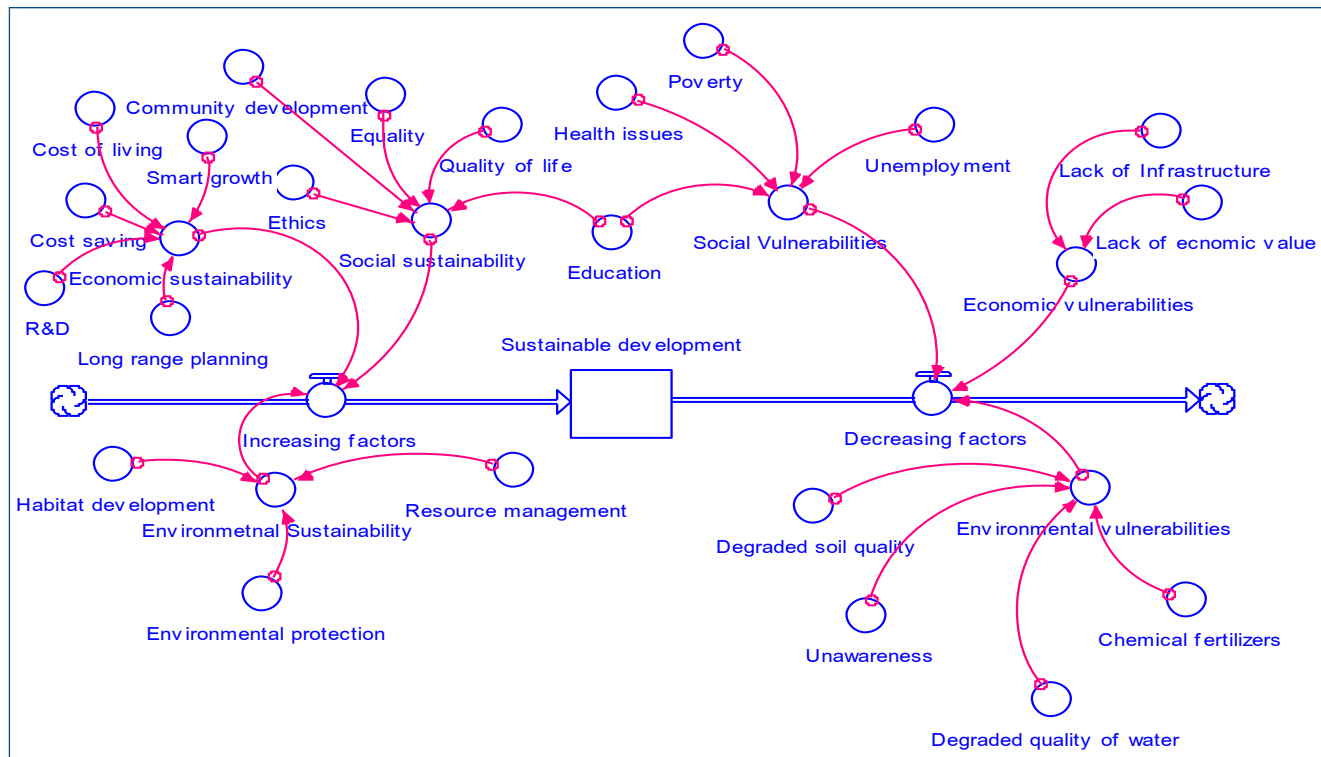 Poverty
Community development
Equality
Health issues
Cost of living
Smart growth
Quality of life
Unemployment
Lack of Infrastructure
Ethics
Cost saving
Social sustainability
Education
Social Vulnerabilities
Lack of ecnomic value
Economic sustainability
Economic vulnerabilities
R&D
Long range planning
Sustainable development
Increasing factors
Decreasing factors
Habitat development
Resource management
Environmetnal Sustainability
Degraded soil quality
Environmental vulnerabilities
Environmental protection
Unawareness
Chemical fertilizers
Degraded quality of water